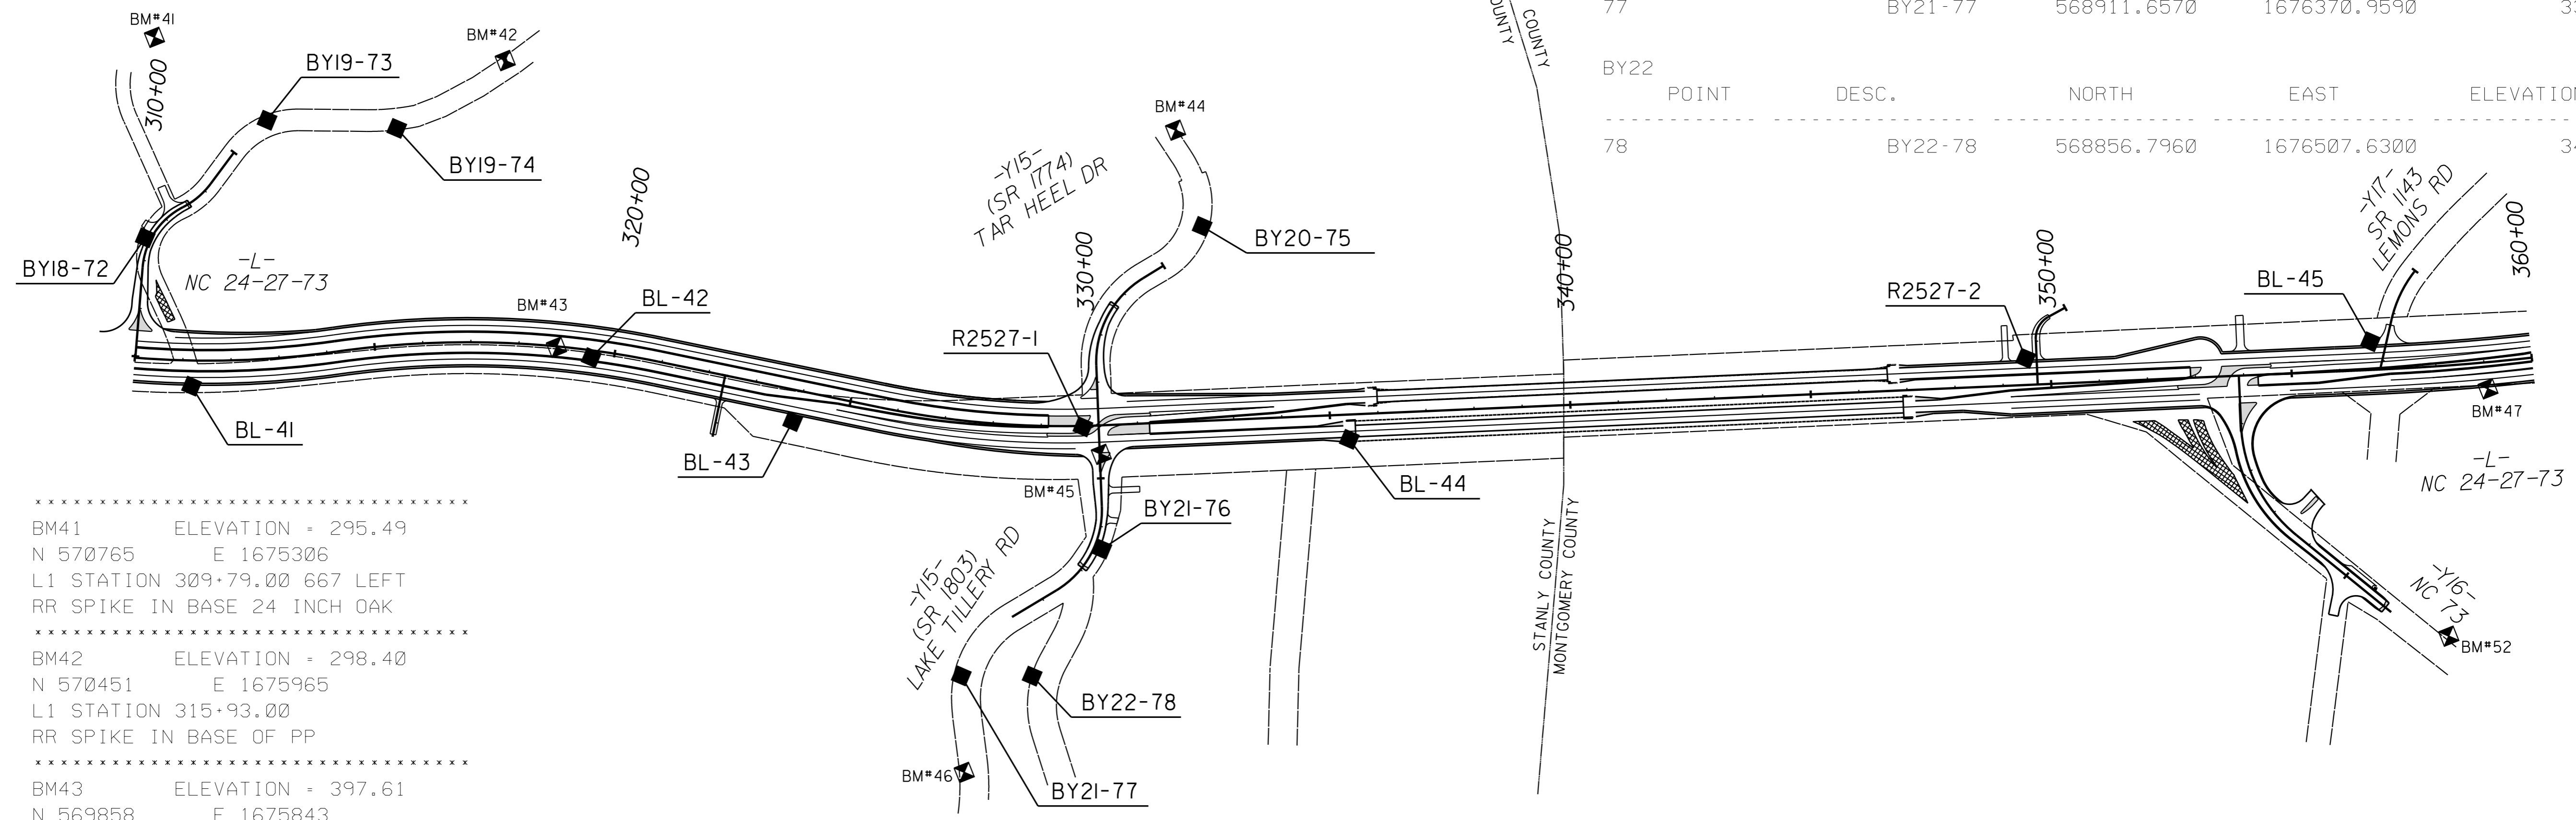 BM#41
BM#42
BY19-73
310+00
BY19-74
BY18-72
-L-
NC 24-27-73
320+00
BM#43
BL-42
BL-41
BL-43
-Y15-
(SR 1774)
TAR HEEL DR
BM#44
BY20-75
330+00
R2527-1
BM#45
BY21-76
BL-44
-Y15-
(SR 1803)
LAKE TILLERY RD
BY22-78
BM#46
BY21-77
COUNTY
340+00
STANLY COUNTY
MONTGOMERY COUNTY
77 BY21-77 568911.6570 1676370.9590
BY22
POINT DESC. NORTH EAST
78 BY22-78 568856.7960 1676507.6300
R2527-2
350+00
BL-45
-Y17-
SR 1143
LEMONS RD
360+00
BM#47
-L-
NC 24-27-73
-Y16-
NC 73
BM#52
BM41 ELEVATION = 295.49
N 570765 E 1675306
L1 STATION 309+79.00 667 LEFT
RR SPIKE IN BASE 24 INCH OAK
BM42 ELEVATION = 298.40
N 570451 E 1675965
L1 STATION 315+93.00
RR SPIKE IN BASE OF PP
BM43 ELEVATION = 397.61
N 569858 E 1675843